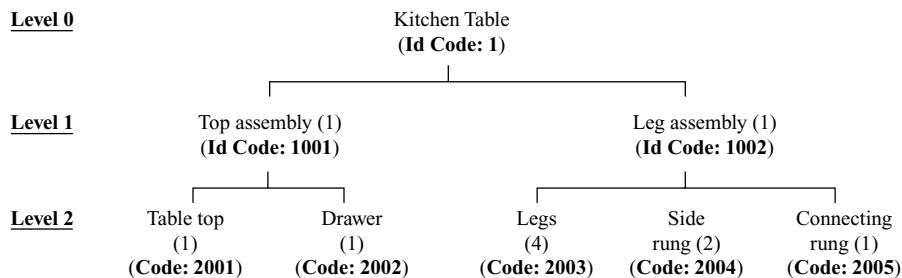 Level 0
Kitchen Table
(Id Code: 1)
Level 1
Top assembly (1)
(Id Code: 1001)
Leg assembly (1)
(Id Code: 1002)
Level 2
Table top
(1)
(Code: 2001)
Drawer
(1)
(Code: 2002)
Legs
(4)
(Code: 2003)
Side
rung (2)
(Code: 2004)
Connecting
rung (1)
(Code: 2005)